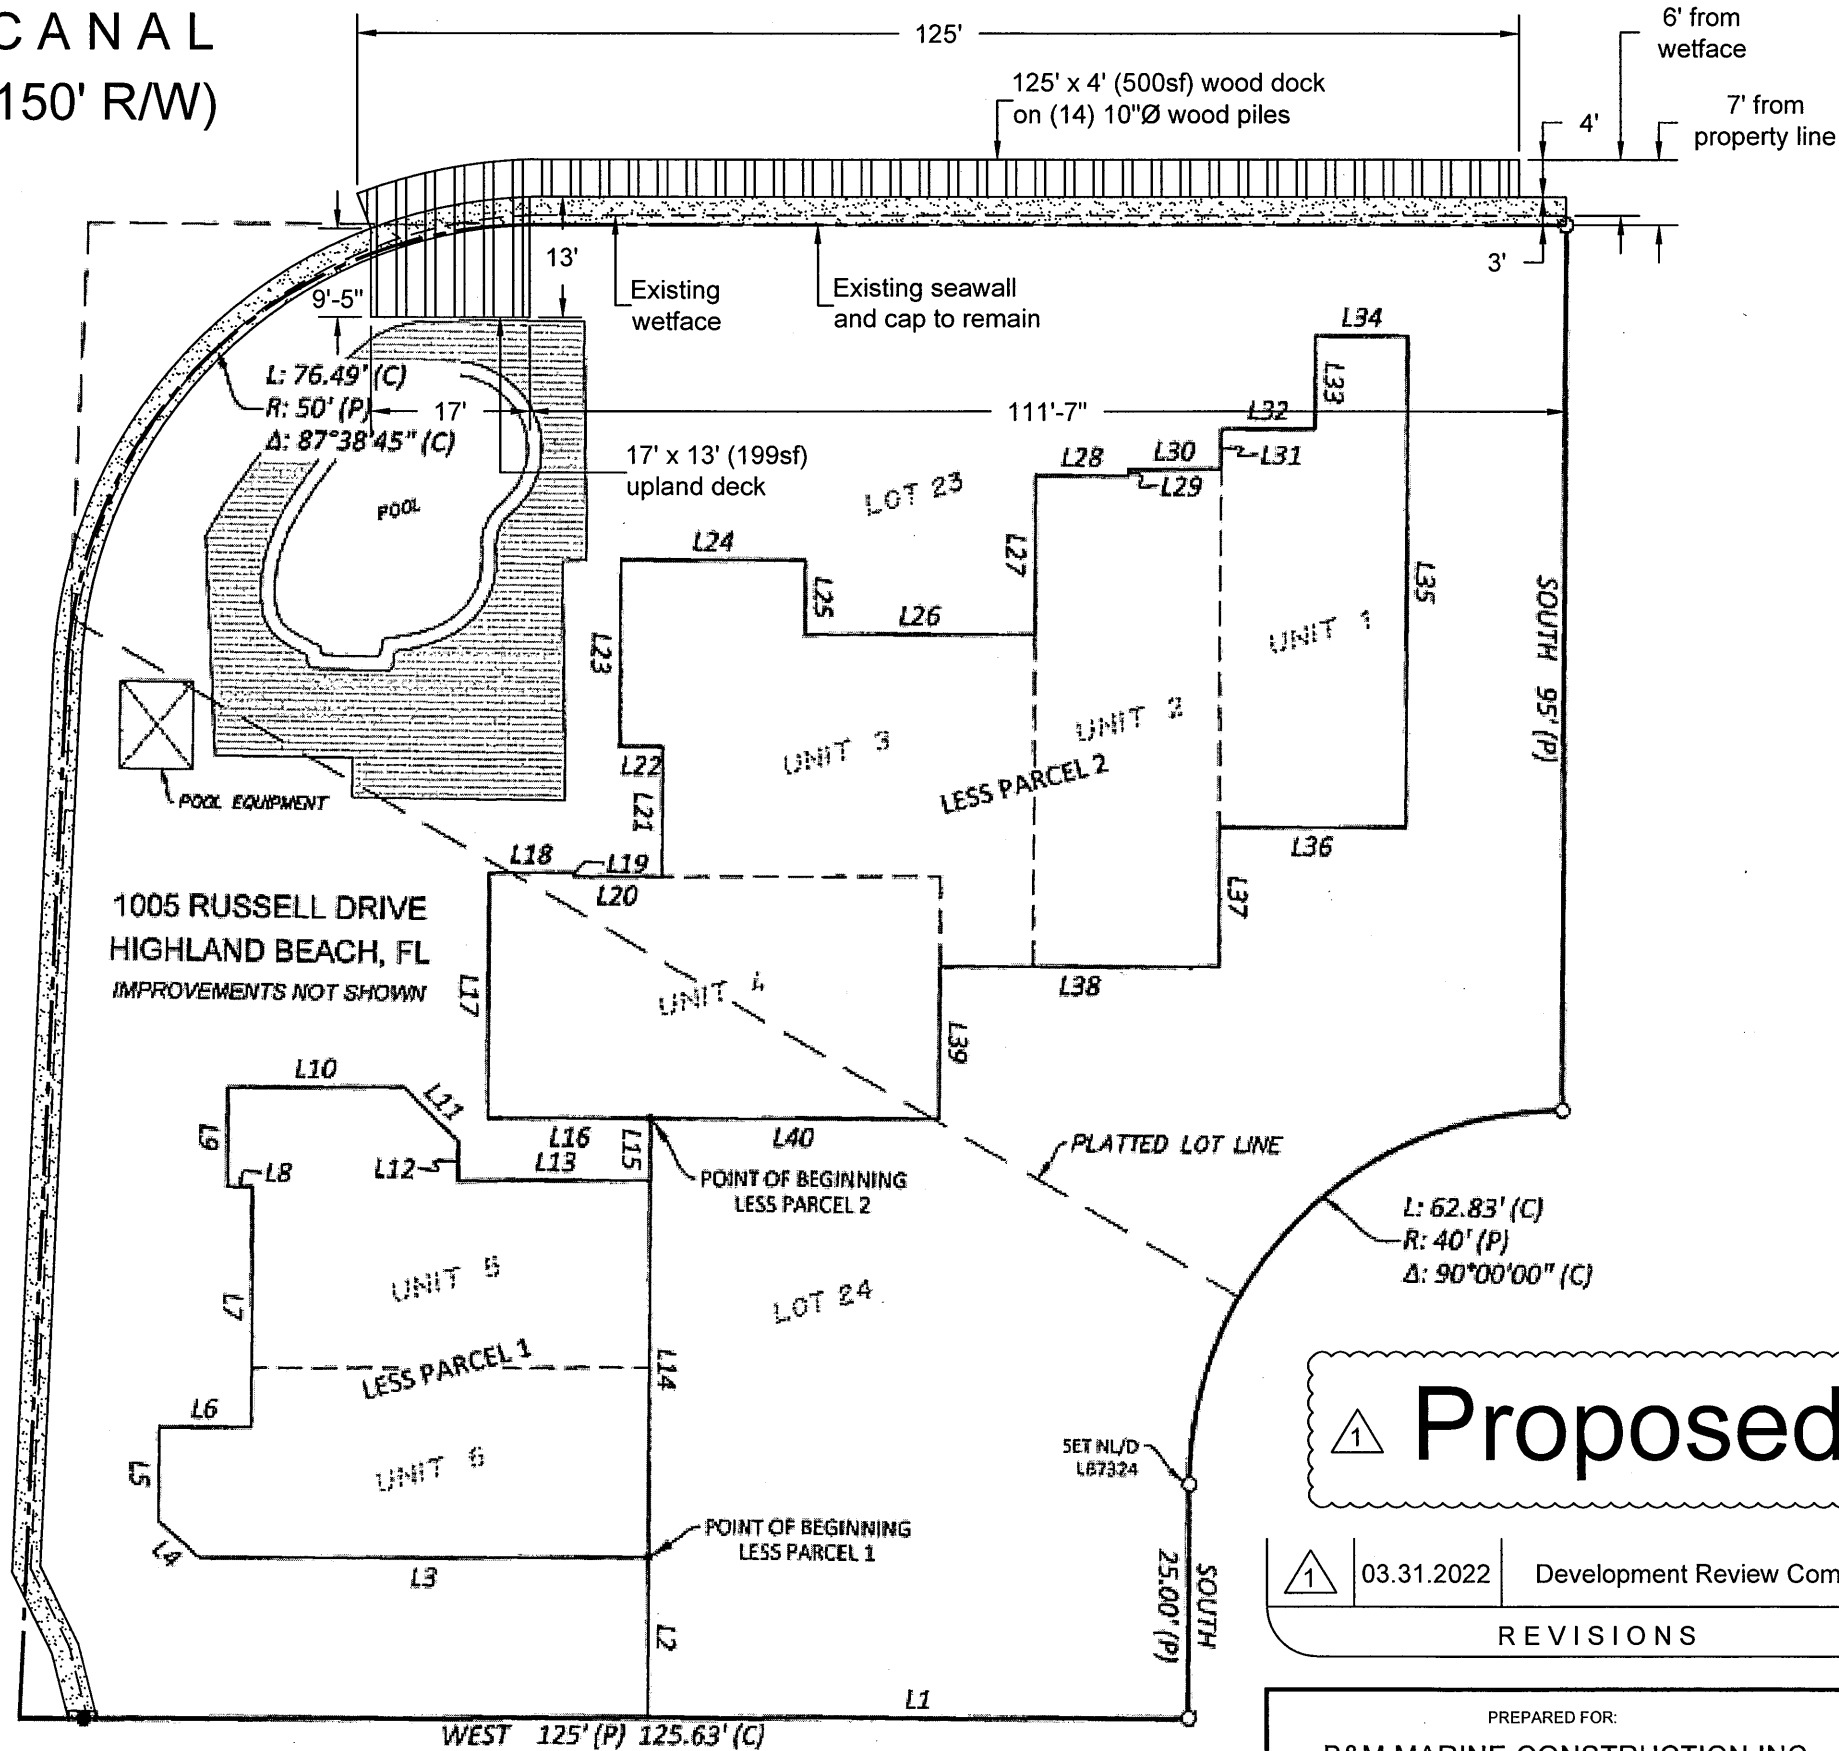 CANAL
150' R/W)
125'
6' from
wetface
125' x 4' (500sf) wood dock
on (14) 10"Ø wood piles
7' from
property line
4'
13'
3'
9'-5"
Existing
wetface
Existing seawall
and cap to remain
L34
L33
L: 76.49' (C)
R: 50' (P)
Δ: 87°38'45" (C)
17'
111'-7"
L32
L31
L30
L28
L29
17' x 13' (199sf)
upland deck
LOT 23
POOL
L24
L25
L27
L26
L35
SOUTH 95' (P)
UNIT 1
L23
UNIT 2
UNIT 3
LESS PARCEL 2
L22
L21
POOL EQUIPMENT
L18
L19
L20
L36
L37
1005 RUSSELL DRIVE
HIGHLAND BEACH, FL
IMPROVEMENTS NOT SHOWN
L17
UNIT 4
L38
L39
L10
L11
L9
L16
L15
L40
L12
L13
L8
PLATTED LOT LINE
POINT OF BEGINNING
LESS PARCEL 2
L: 62.83' (C)
R: 40' (P)
Δ: 90°00'00" (C)
UNIT 5
LOT 24
L7
LESS PARCEL 1
L14
L6
1 Proposed
SET NL/D
LB7324
L5
UNIT 6
POINT OF BEGINNING
LESS PARCEL 1
L4
L3
1 03.31.2022 Development Review Com
REVISIONS
SOUTH
25.00' (P)
L2
L1
WEST 125' (P) 125.63' (C)
PREPARED FOR:
B&M MARINE CONSTRUCTION INC